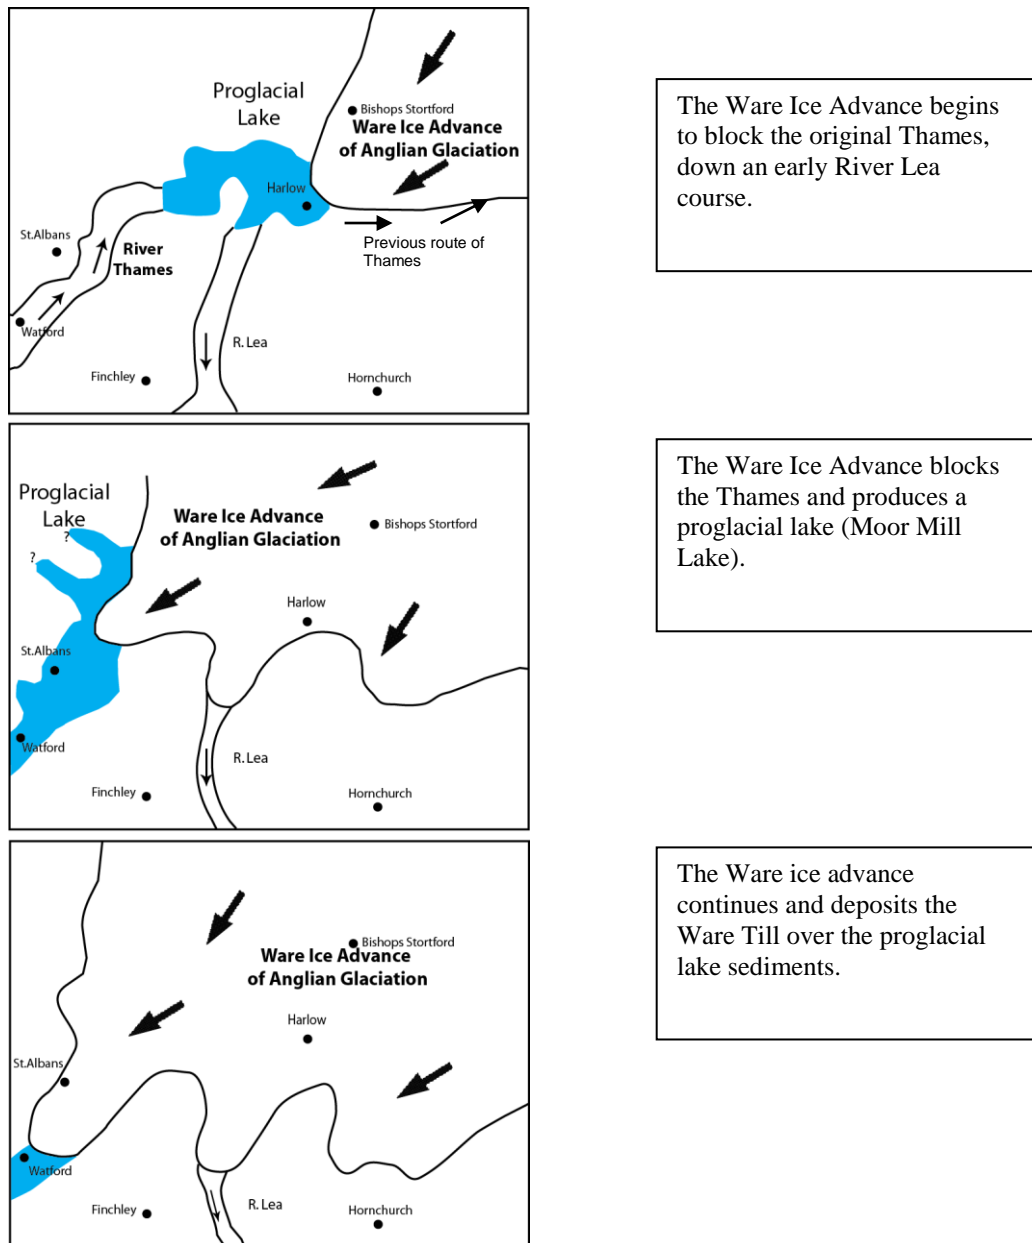 Proglacial
Lake
Bishops Stortford
Ware Ice Advance
of Anglian Glaciation
Harlow
Previous route of
Thames
St.Albans
River
Thames
Watford
R. Lea
Finchley
Hornchurch
The Ware Ice Advance begins
to block the original Thames,
down an early River Lea
course.
Proglacial
Lake
?
?
Ware Ice Advance
of Anglian Glaciation
Bishops Stortford
Harlow
St.Albans
Watford
R. Lea
Finchley
Hornchurch
The Ware Ice Advance blocks
the Thames and produces a
proglacial lake (Moor Mill
Lake).
Bishops Stortford
Ware Ice Advance
of Anglian Glaciation
Harlow
St.Albans
Watford
R. Lea
Finchley
Hornchurch
The Ware ice advance
continues and deposits the
Ware Till over the proglacial
lake sediments.